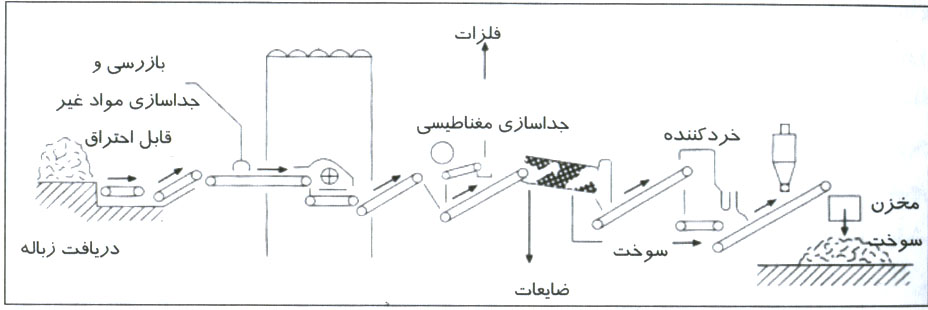 فلزات
بازرسی و
جداسازی مواد غیر
قابل احتراق
جداسازی مغناطیسی
خردکننده
مخزن
سوخت
دریافت زباله
سوخت
ضایعات